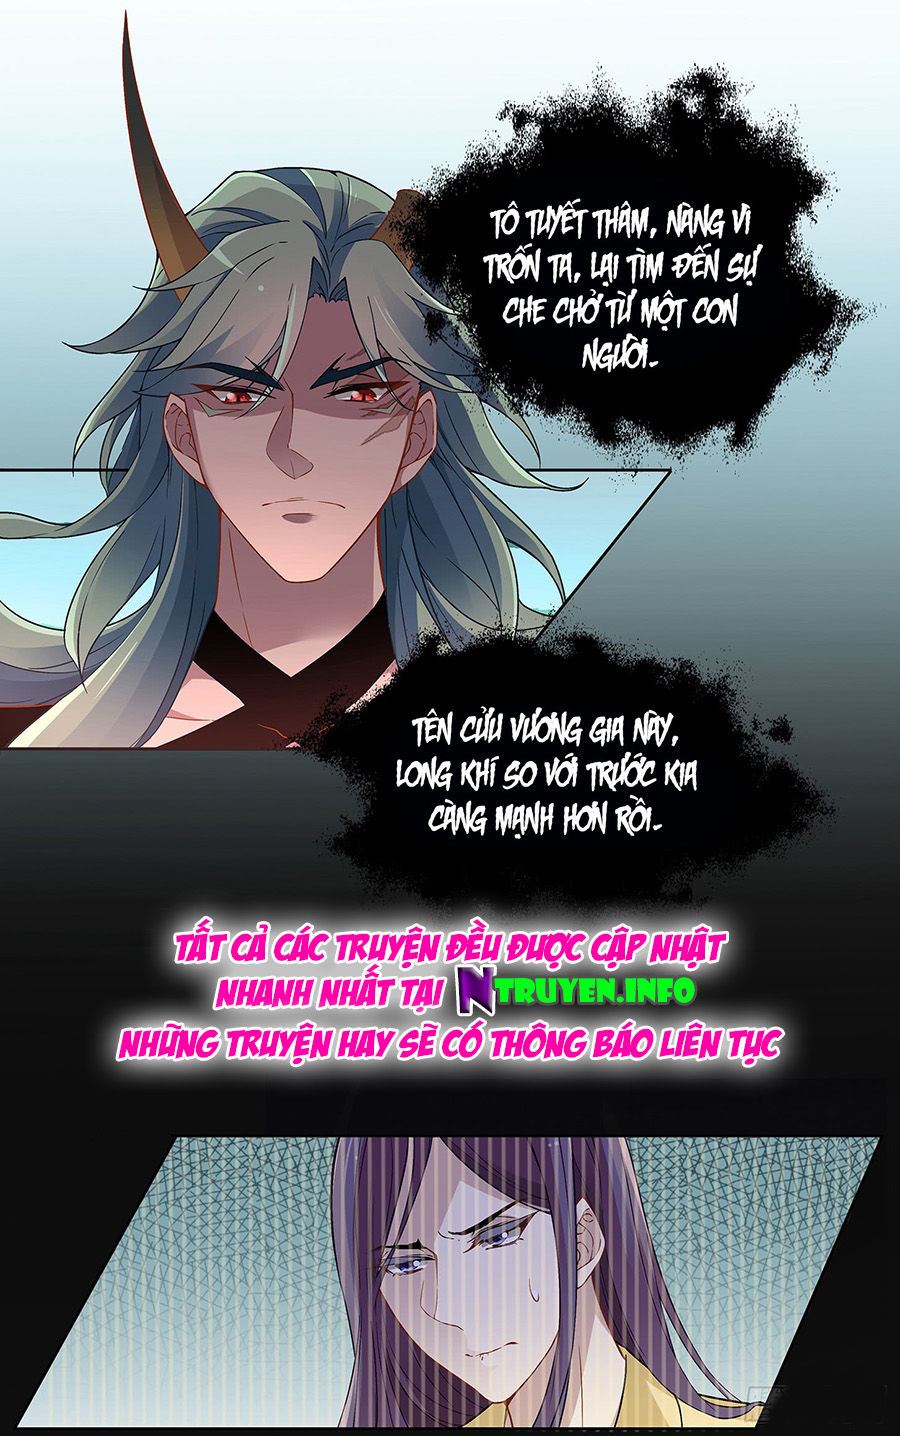 TÔ TUYẾT THÂM, NÀNG VÌ
TRỐN TA, LẠI TÌM ĐẾN SỰ
CHE CHỞ TỪ MỘT CON
NGƯỜI..
TÊN CỬU VƯƠNG GIA NÀY,
LONG KHÍ SO VỚI TRƯỚC KIA
CÀNG MẠNH HƠN RỒI..
TẤT CẢ CÁC TRUYỆN ĐỀU ĐƯỢC CẬP NHẬT
NHANH NHẤT TẠI NTRUYEN.INFO
NHỮNG TRUYỆN HAY SẼ CÓ THÔNG BÁO LIÊN TỤC